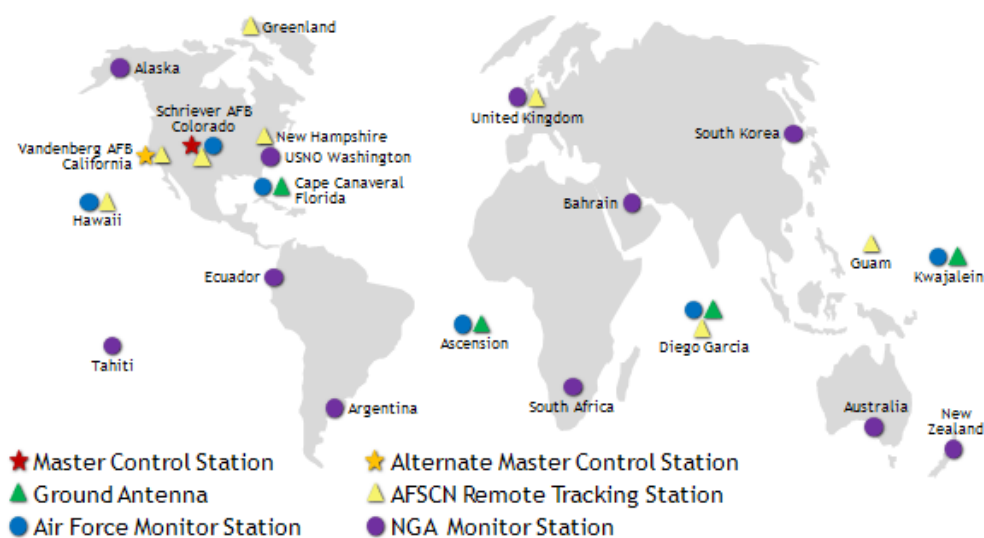 Greenland
Alaska
Schriever AFB
Colorado
Vandenberg AFB
California
New Hampshire
USNO Washington
Cape Canaveral
Florida
Hawaii
United Kingdom
South Korea
Bahrain
Guam
Kwajalein
Ecuador
Ascension
Diego Garcia
Tahiti
Argentina
South Africa
Australia
New
Zealand
Master Control Station
Alternate Master Control Station
Ground Antenna
AFSCN Remote Tracking Station
Air Force Monitor Station
NGA Monitor Station